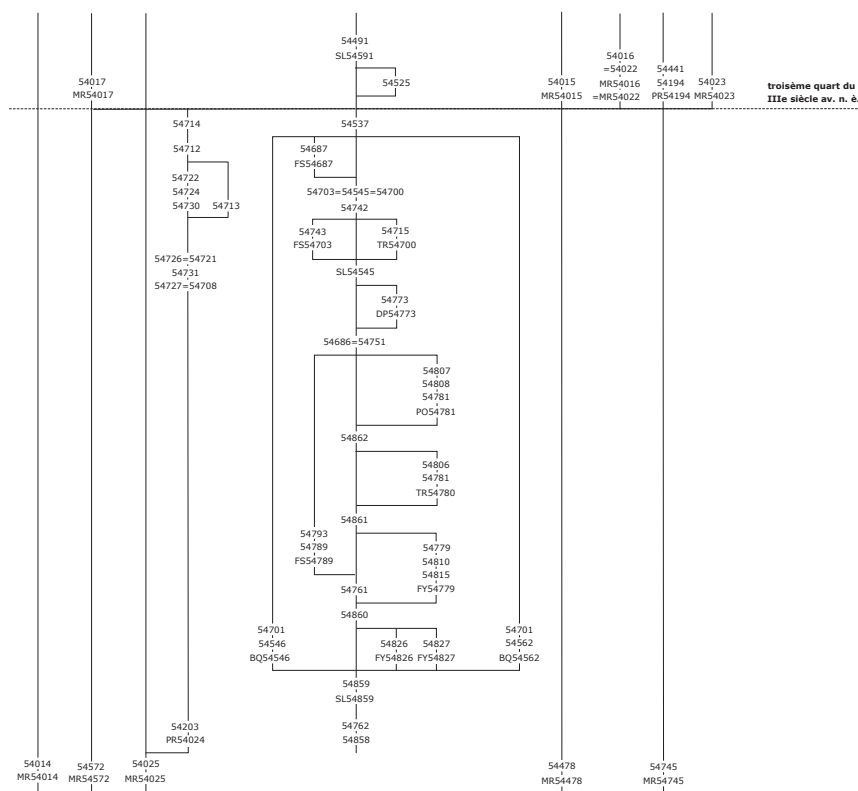 54491
SL54591
54525
54017
MR54017
54015
MR54015
54016
=54022
MR54016
=MR54022
54441
54194
PR54194
54023
MR54023
troisème quart du
IIIe siècle av. n. è.
54714
54712
54722
54724
54730
54713
54726=54721
54731
54727=54708
54537
54687
FS54687
54703=54545=54700
54742
54743
FS54703
54715
TR54700
SL54545
54773
DP54773
54686=54751
54807
54808
54781
PO54781
54862
54806
54781
TR54780
54861
54793
54789
FS54789
54779
54810
54815
FY54779
54761
54860
54701
54546
BQ54546
54826
FY54826
54827
FY54827
54701
54562
BQ54562
54859
SL54859
54762
54858
54203
PR54024
54014
MR54014
54572
MR54572
54025
MR54025
54478
MR54478
54745
MR54745